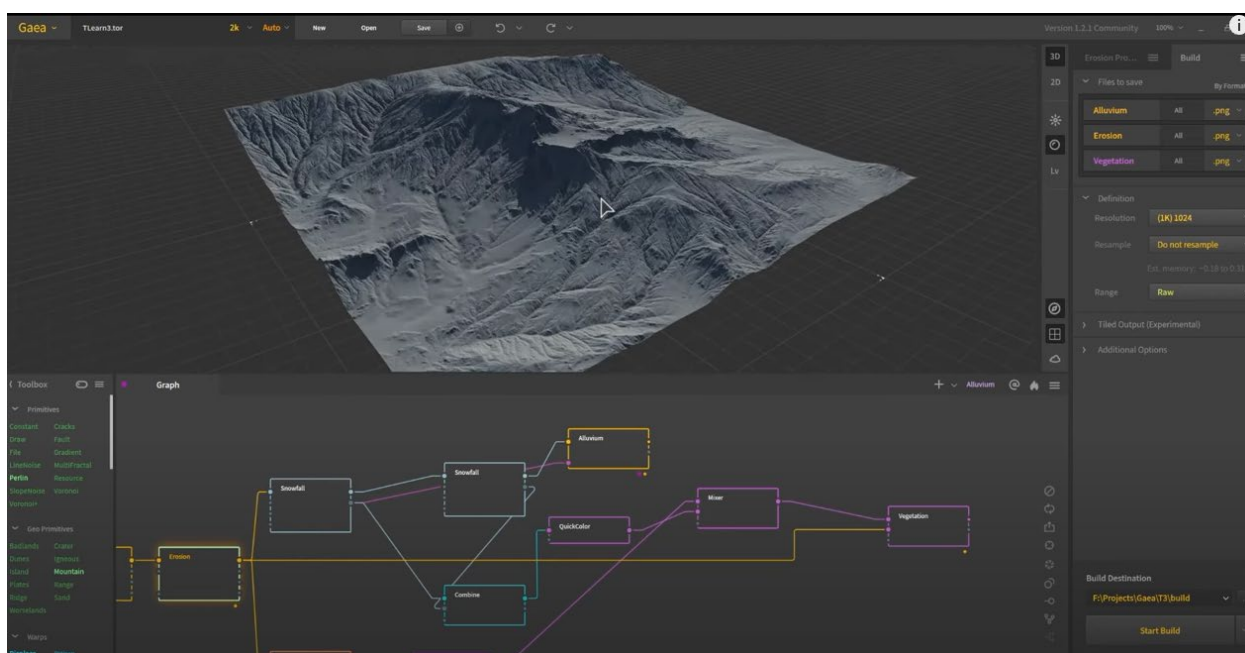 Gaea
TLearn3.tor
2k
Auto
New
Open
Save
Version 1.2.1 Community
100%
3D
2D
Lv
Erosion Pro...
Build
Files to save
By Forma
Alluvium All .png
Erosion All .png
Vegetation All .png
Definition
Resolution (1K) 1024
Resample Do not resample
Range Raw
Tiled Output (Experimental)
Additional Options
Build Destination
F:\Projects\Gaea\T3\build
Start Build
Toolbox
Graph
Alluvium
Primitives
Constant Cracks
Draw Fault
File Gradient
LineNoise MultiFractal
Perlin Resource
SlopeNoise Voronoi
Voronoi+
Geo Primitives
Badlands Crater
Dunes Igneous
Island Mountain
Plates Range
Ridge Sand
Warps
Erosion
Snowfall
Snowfall
Alluvium
QuickColor
Combine
Mixer
Vegetation